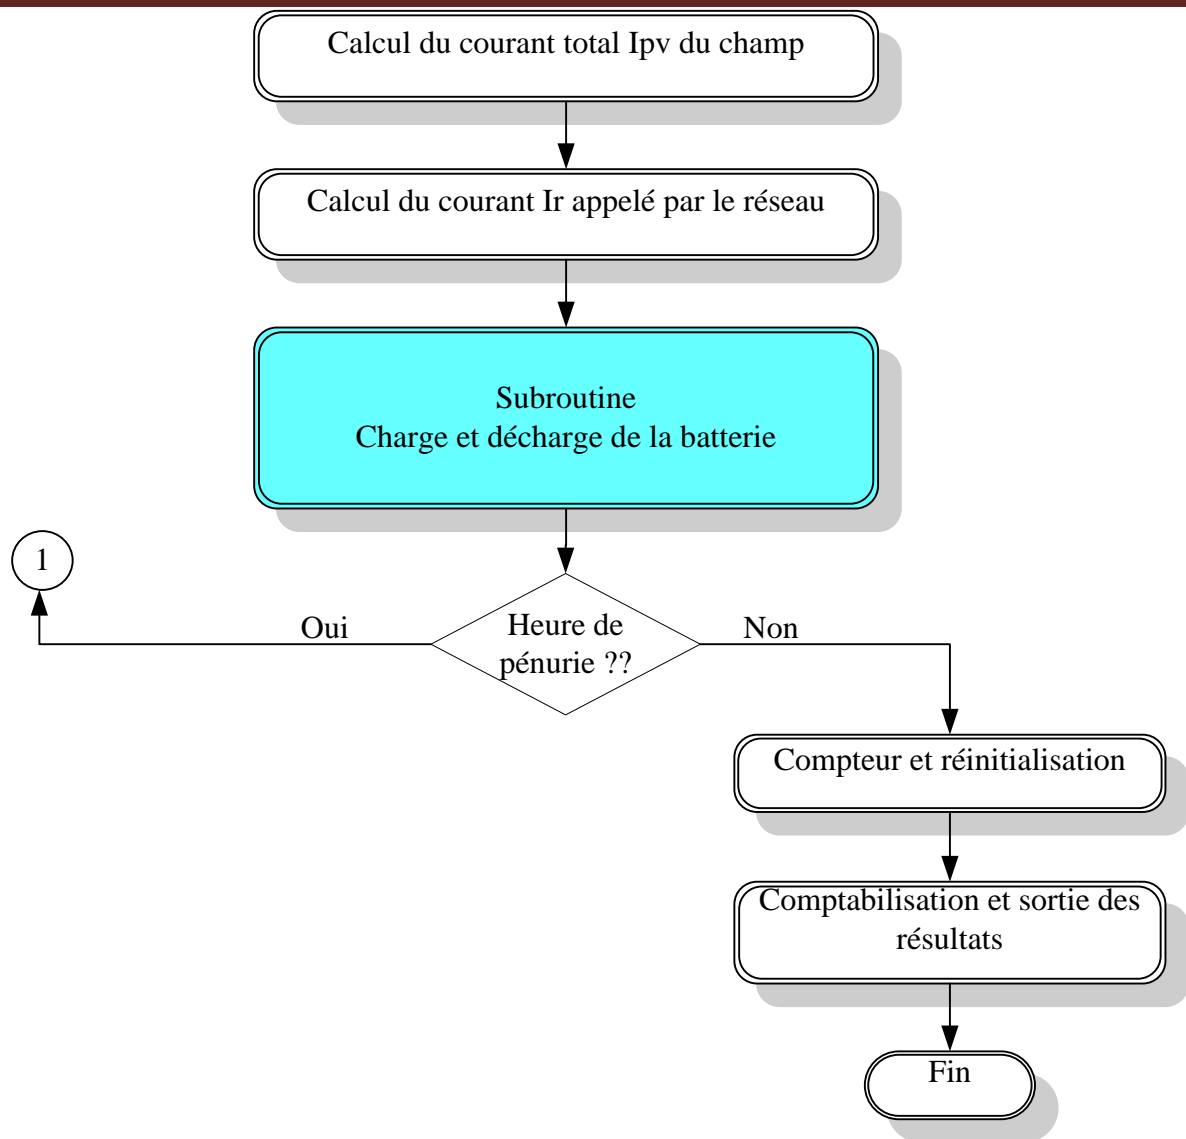 Calcul du courant total Ipv du champ
Calcul du courant Ir appelé par le réseau
Subroutine
Charge et décharge de la batterie
1
Oui
Heure de
pénurie ??
Non
Compteur et réinitialisation
Comptabilisation et sortie des
résultats
Fin